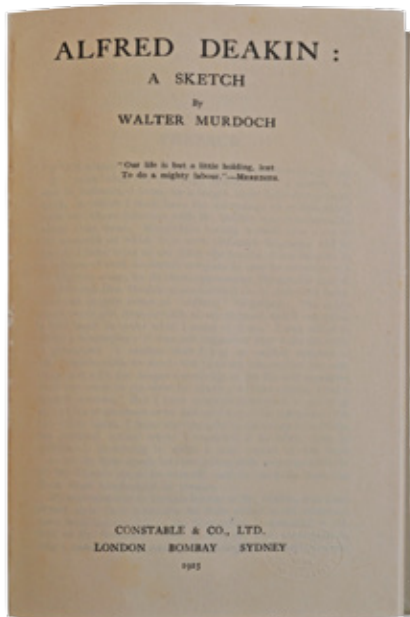 ALFRED DEAKIN :
A SKETCH
By
WALTER MURDOCH
"Our life is but a little holding, lent
To do a mighty labour."—MEREDITH.
CONSTABLE & CO., LTD.
LONDON BOMBAY SYDNEY
1923